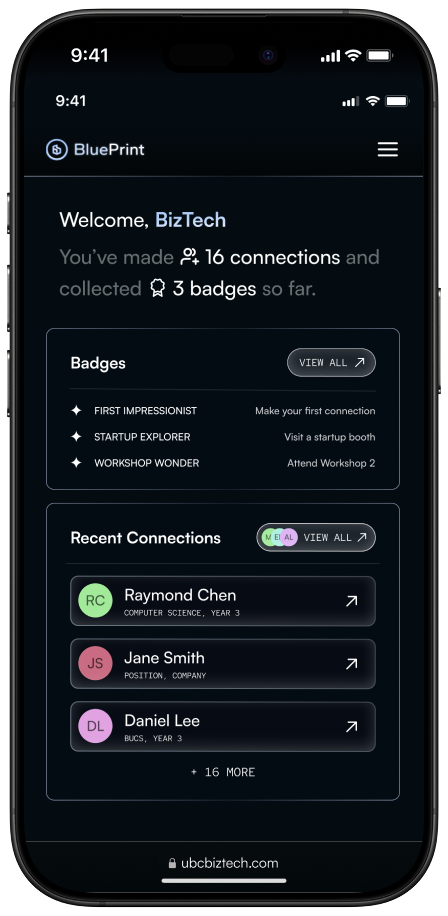 9:41
9:41
BluePrint
Welcome, BizTech
You've made 16 connections and
collected 3 badges so far.
Badges
VIEW ALL
FIRST IMPRESSIONIST Make your first connection
STARTUP EXPLORER Visit a startup booth
WORKSHOP WONDER Attend Workshop 2
Recent Connections
AL VIEW ALL
RC Raymond Chen
COMPUTER SCIENCE, YEAR 3
JS Jane Smith
POSITION, COMPANY
DL Daniel Lee
BUCS, YEAR 3
+ 16 MORE
ubcbiztech.com